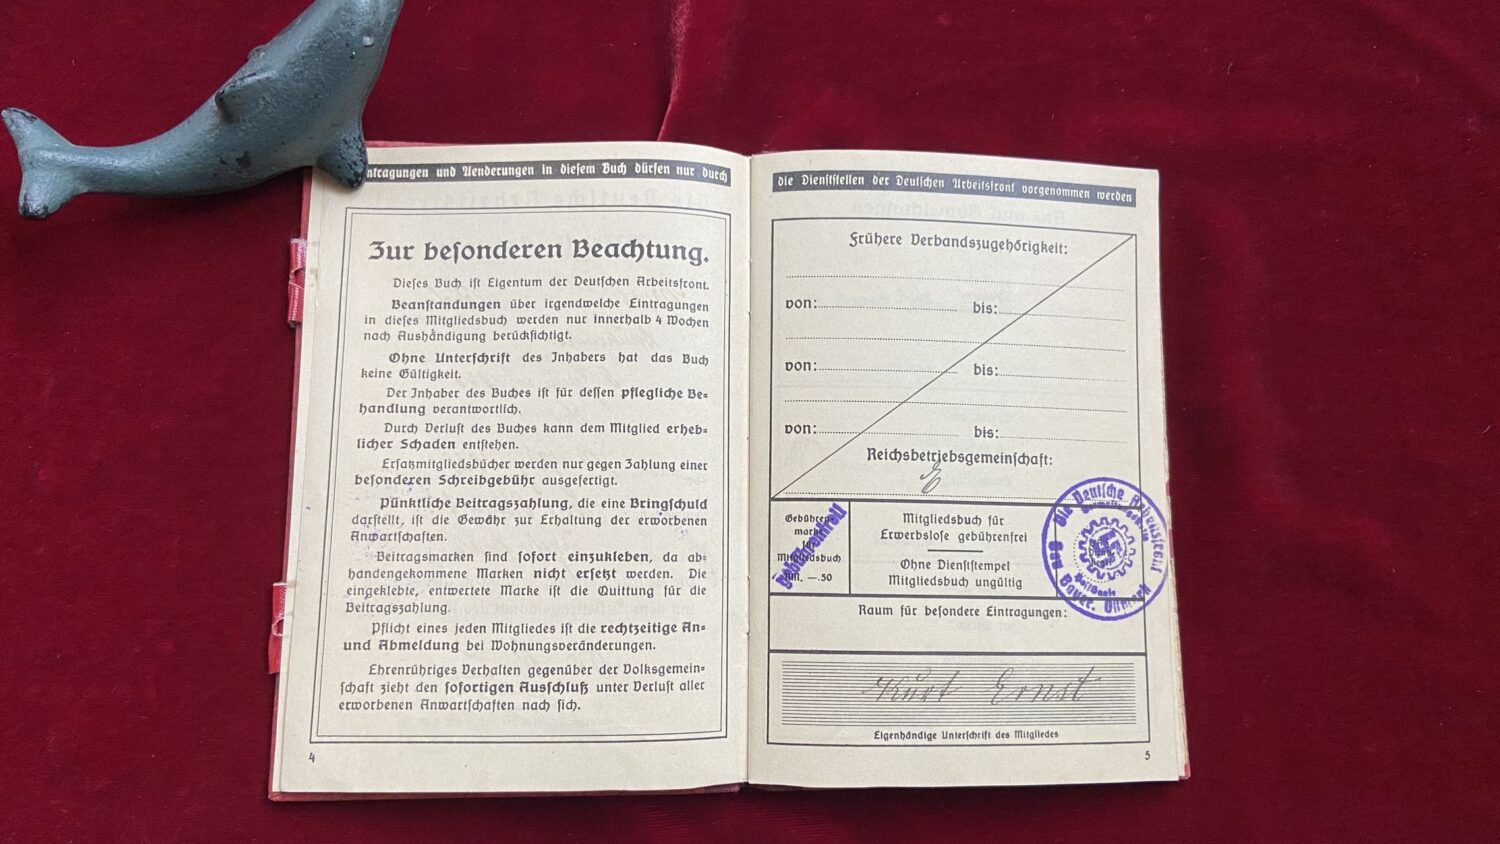 ntragungen und Aenderungen in diesem Buch dürfen nur durch
Zur besonderen Beachtung.
Dieses Buch ist Eigentum der Deutschen Arbeitsfront.
Beanstandungen über irgendwelche Eintragungen
in dieses Mitgliedsbuch werden nur innerhalb 4 Wochen
nach Aushändigung berücksichtigt.
Ohne Unterschrift des Inhabers hat das Buch
keine Gültigkeit.
Der Inhaber des Buches ist für dessen pflegliche Be-
handlung verantwortlich.
Durch Verlust des Buches kann dem Mitglied erheb-
licher Schaden entstehen.
Ersatzmitgliedsbücher werden nur gegen Zahlung einer
besonderen Schreibgebühr ausgefertigt.
Pünktliche Beitragszahlung, die eine Bringschuld
darstellt, ist die Gewähr zur Erhaltung der erworbenen
Anwartschaften.
Beitragsmarken sind sofort einzukleben, da ab-
handengekommene Marken nicht ersetzt werden. Die
eingeklebte, entwertete Marke ist die Quittung für die
Beitragszahlung.
Pflicht eines jeden Mitgliedes ist die rechtzeitige An-
und Abmeldung bei Wohnungsveränderungen.
Ehrenrühriges Verhalten gegenüber der Volksgemein-
schaft zieht den sofortigen Ausschluß unter Verlust aller
erworbenen Anwartschaften nach sich.
4
die Dienststellen der Deutschen Arbeitsfront vorgenommen werden
Frühere Verbandszugehörigkeit:
von: bis:
von: bis:
von: bis:
Reichsbetriebsgemeinschaft:
E
Gebühren
marke
für
Mitgliedsbuch
RM. —.50
gebührenfrei
Mitgliedsbuch für
Erwerbslose gebührenfrei
Ohne Dienststempel
Mitgliedsbuch ungültig
Die Deutsche Arbeitsfront
Gau Bayer. Ostmark
Raum für besondere Eintragungen:
Kurt Ernst
Eigenhändige Unterschrift des Mitgliedes
5